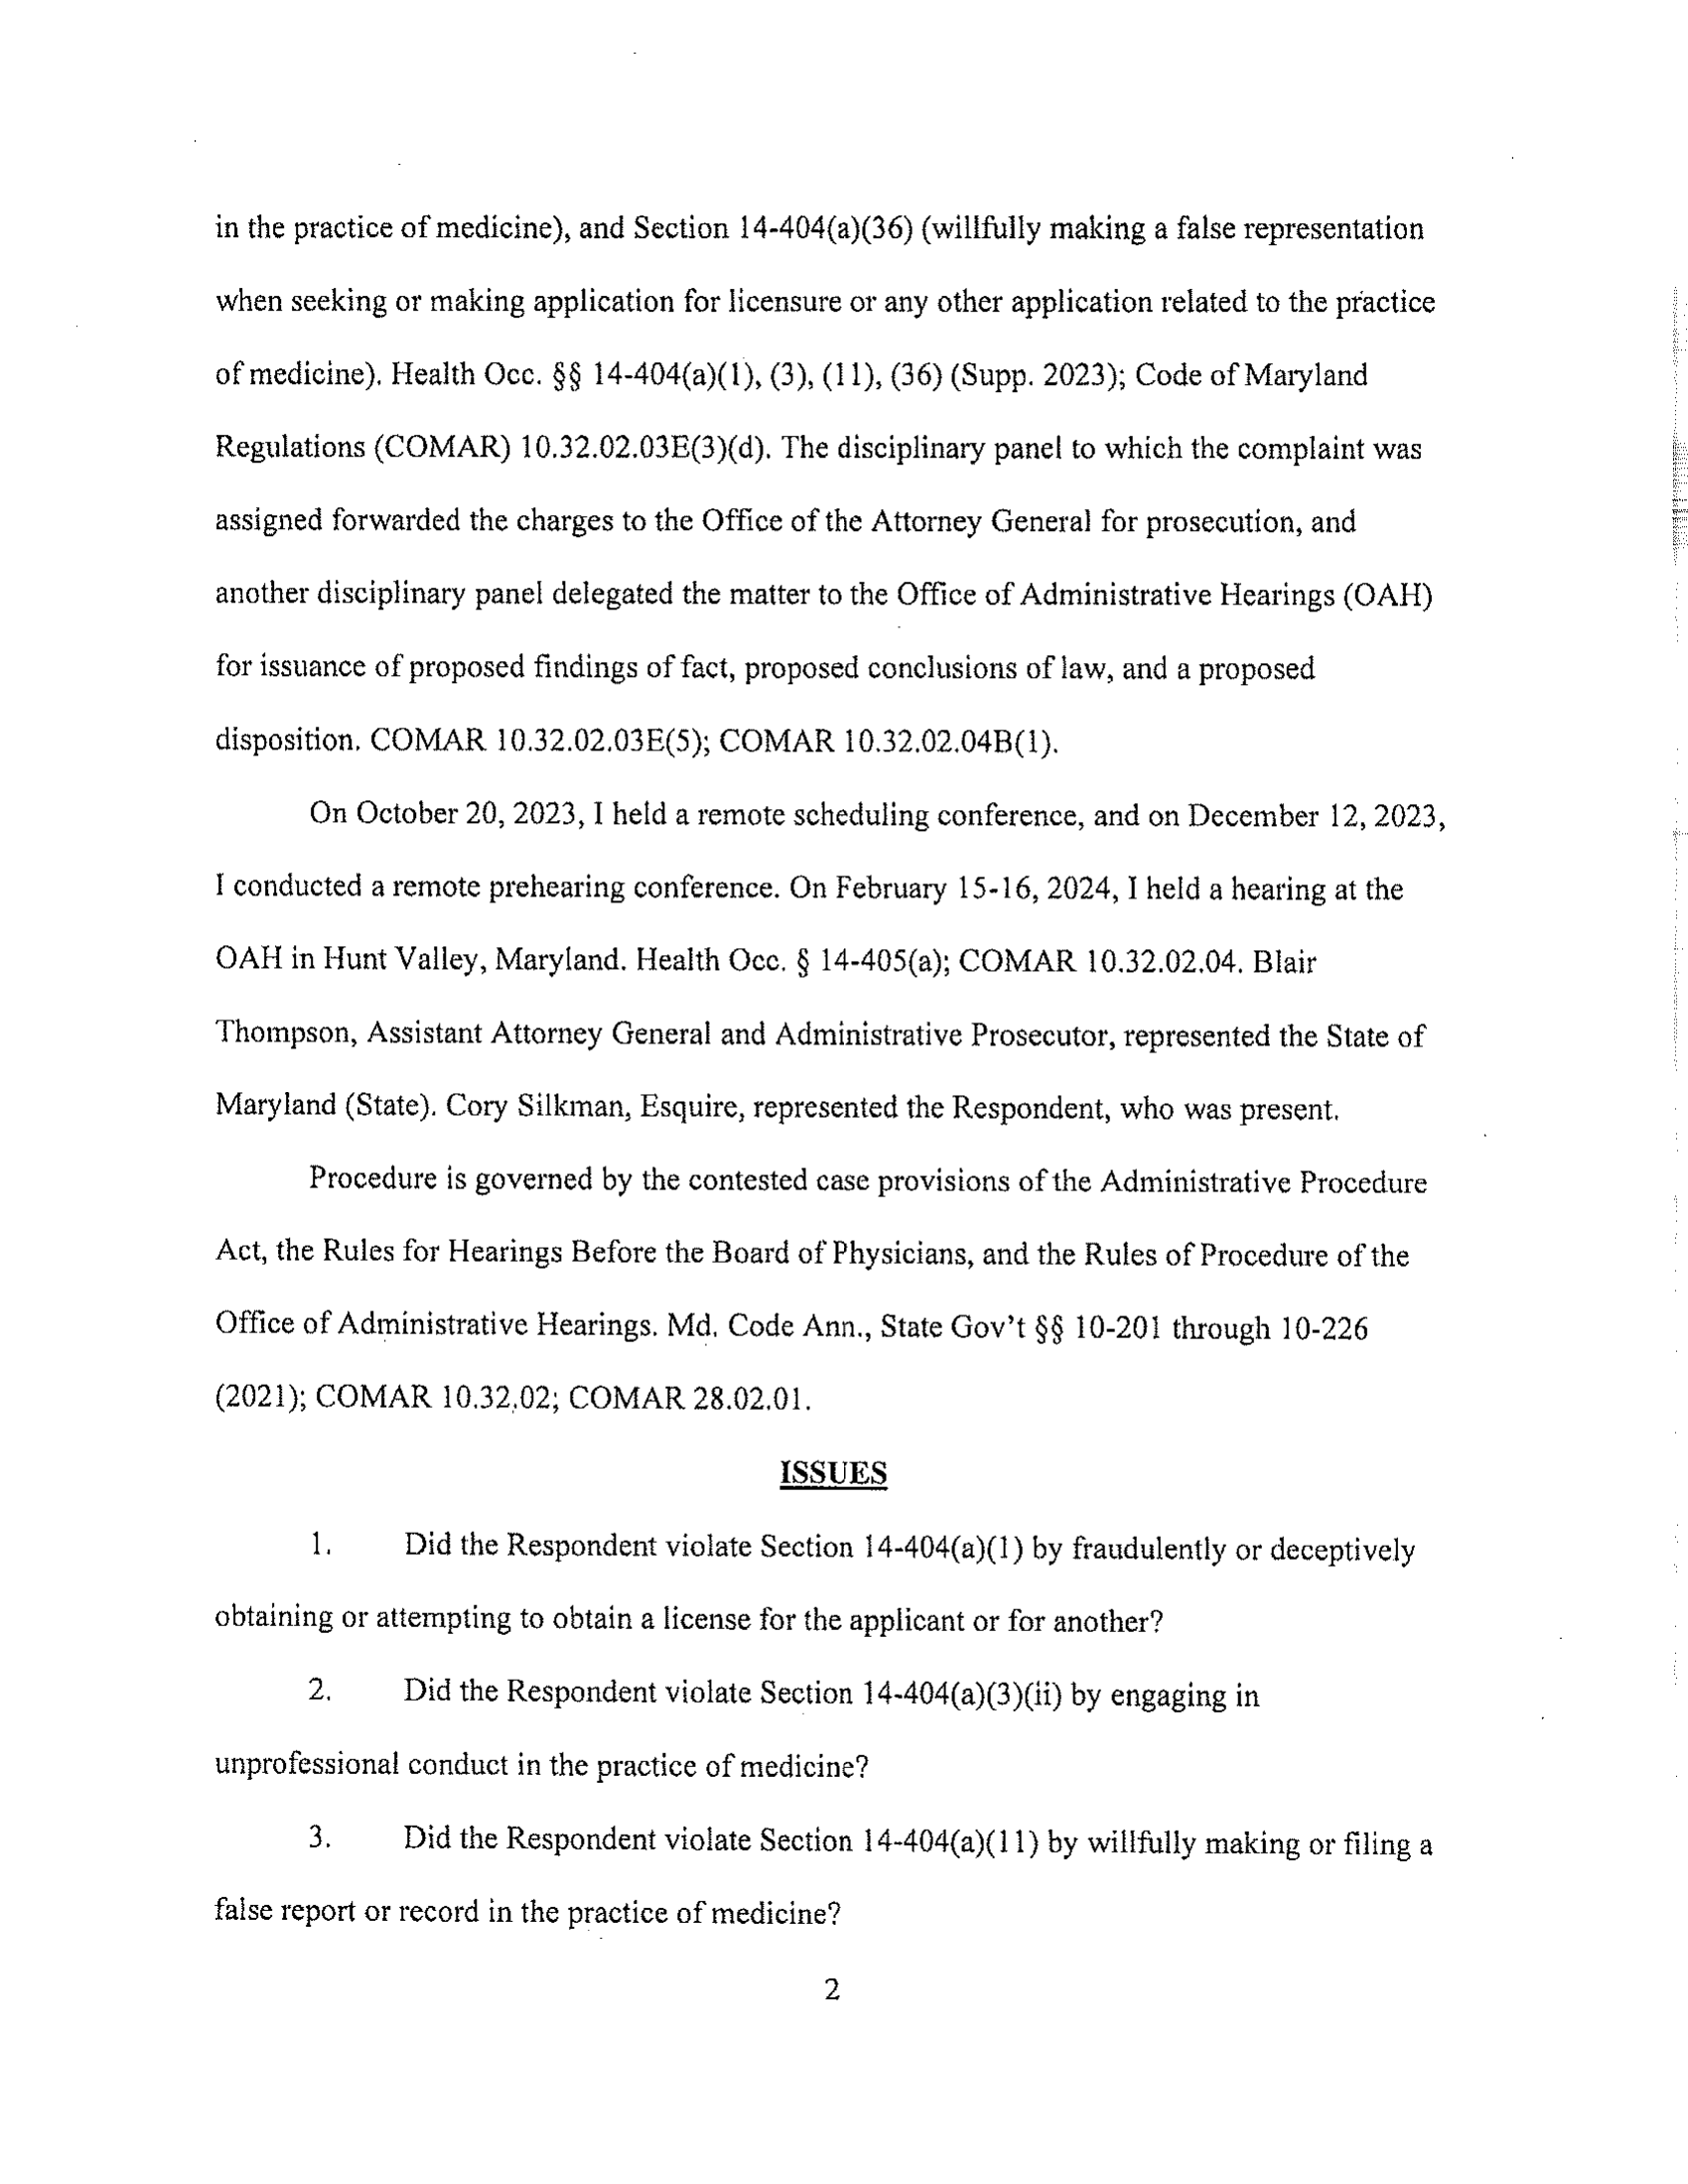 in the practice of medicine), and Section 14-404(a)(36) (willfully making a false representation
when seeking or making application for licensure or any other application related to the practice
of medicine). Health Occ. §§ 14-404(a)(1), (3), (11), (36) (Supp. 2023); Code of Maryland
Regulations (COMAR) 10.32.02.03E(3)(d). The disciplinary panel to which the complaint was
assigned forwarded the charges to the Office of the Attorney General for prosecution, and
another disciplinary panel delegated the matter to the Office of Administrative Hearings (OAH)
for issuance of proposed findings of fact, proposed conclusions of law, and a proposed
disposition. COMAR 10.32.02.03E(5); COMAR 10.32.02.04B(1).
On October 20, 2023, I held a remote scheduling conference, and on December 12, 2023,
I conducted a remote prehearing conference. On February 15-16, 2024, I held a hearing at the
OAH in Hunt Valley, Maryland. Health Occ. § 14-405(a); COMAR 10.32.02.04. Blair
Thompson, Assistant Attorney General and Administrative Prosecutor, represented the State of
Maryland (State). Cory Silkman, Esquire, represented the Respondent, who was present.
Procedure is governed by the contested case provisions of the Administrative Procedure
Act, the Rules for Hearings Before the Board of Physicians, and the Rules of Procedure of the
Office of Administrative Hearings. Md. Code Ann., State Gov't §§ 10-201 through 10-226
(2021); COMAR 10.32.02; COMAR 28.02.01.
ISSUES
1. Did the Respondent violate Section 14-404(a)(1) by fraudulently or deceptively
obtaining or attempting to obtain a license for the applicant or for another?
2. Did the Respondent violate Section 14-404(a)(3)(ii) by engaging in
unprofessional conduct in the practice of medicine?
3. Did the Respondent violate Section 14-404(a)(11) by willfully making or filing a
false report or record in the practice of medicine?
2